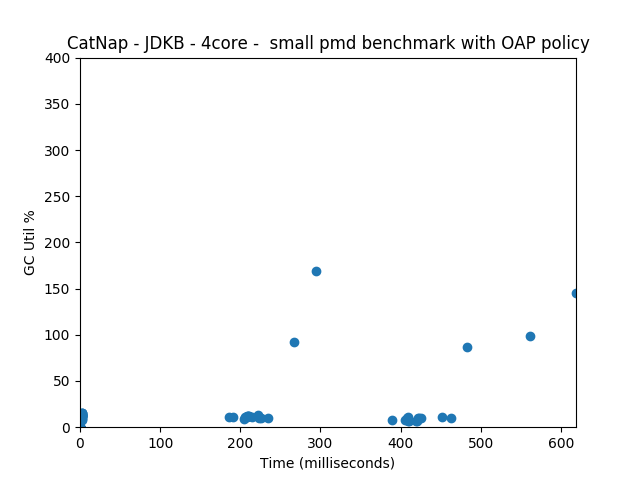 CatNap - JDKB - 4core -  small pmd benchmark with OAP policy
400
350
300
250
200
150
100
50
0
GC Util %
0 100 200 300 400 500 600
Time (milliseconds)